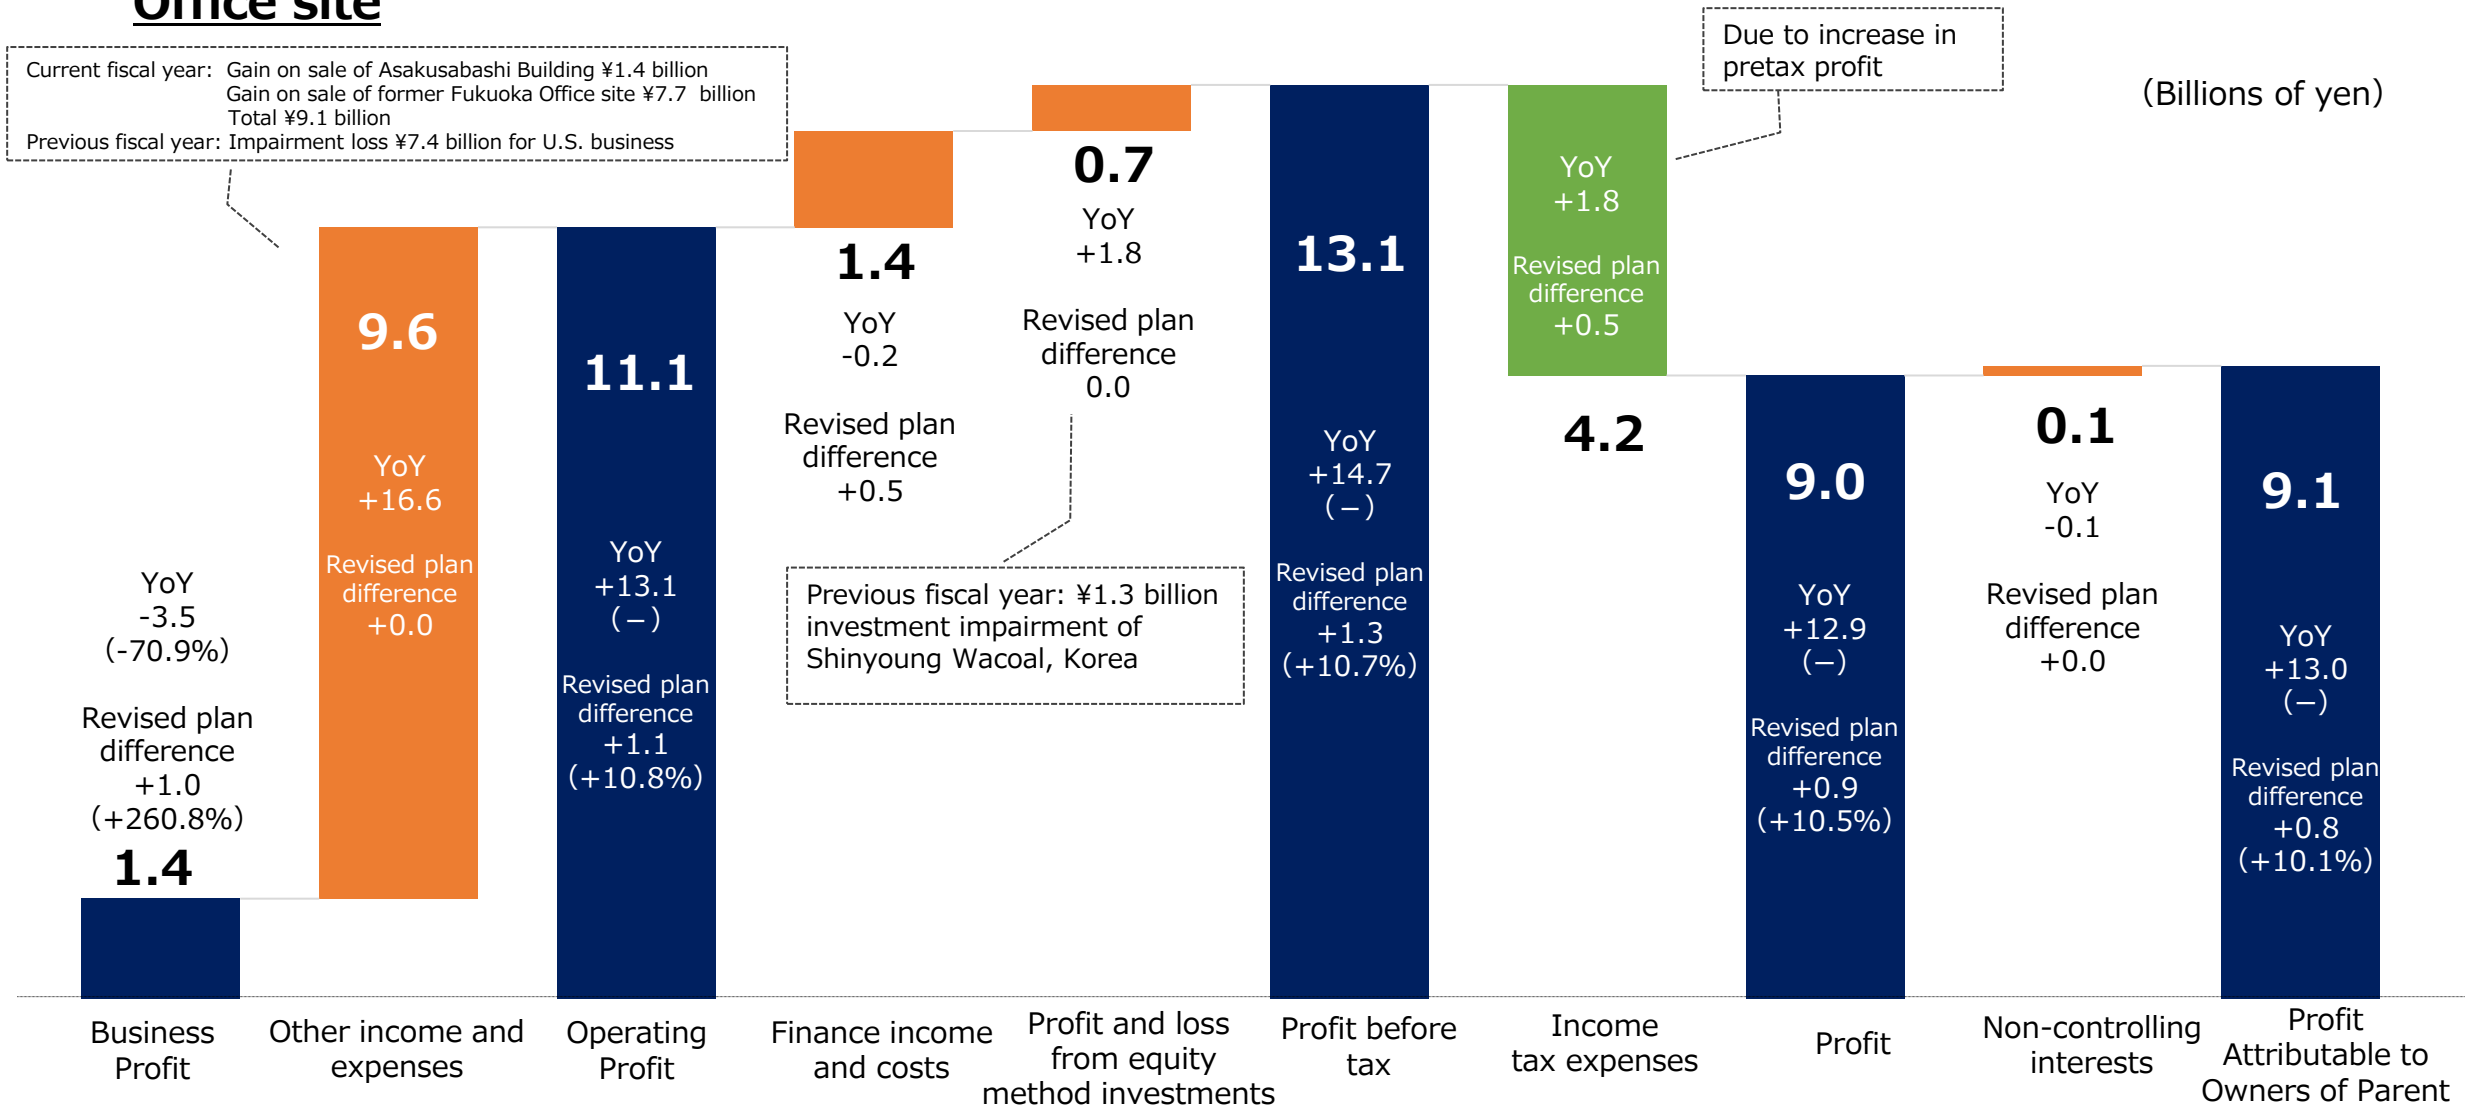 Office site
Current fiscal year: Gain on sale of Asakusabashi Building ¥1.4 billion
Gain on sale of former Fukuoka Office site ¥7.7 billion
Total ¥9.1 billion
Previous fiscal year: Impairment loss ¥7.4 billion for U.S. business
Due to increase in
pretax profit
（Billions of yen）
YoY
-3.5
（-70.9%）
Revised plan
difference
+1.0
（+260.8%）
1.4
9.6
YoY
+16.6
Revised plan
difference
+0.0
11.1
YoY
+13.1
（－）
Revised plan
difference
+1.1
（+10.8%）
1.4
YoY
-0.2
Revised plan
difference
+0.5
0.7
YoY
+1.8
Revised plan
difference
0.0
Previous fiscal year: ¥1.3 billion
investment impairment of
Shinyoung Wacoal, Korea
13.1
YoY
+14.7
（－）
Revised plan
difference
+1.3
（+10.7%）
YoY
+1.8
Revised plan
difference
+0.5
4.2
9.0
YoY
+12.9
（－）
Revised plan
difference
+0.9
（+10.5%）
0.1
YoY
-0.1
Revised plan
difference
+0.0
9.1
YoY
+13.0
（－）
Revised plan
difference
+0.8
（+10.1%）
Business
Profit
Other income and
expenses
Operating
Profit
Finance income
and costs
Profit and loss
from equity
method investments
Profit before
tax
Income
tax expenses
Profit
Non-controlling
interests
Profit
Attributable to
Owners of Parent